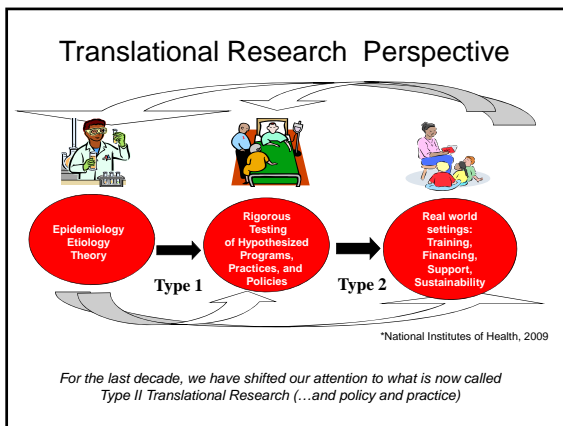 Translational Research Perspective
Epidemiology
Etiology
Theory
Type 1
Rigorous
Testing
of Hypothesized
Programs,
Practices, and
Policies
Type 2
Real world
settings:
Training,
Financing,
Support,
Sustainability
*National Institutes of Health, 2009
For the last decade, we have shifted our attention to what is now called
Type II Translational Research (…and policy and practice)